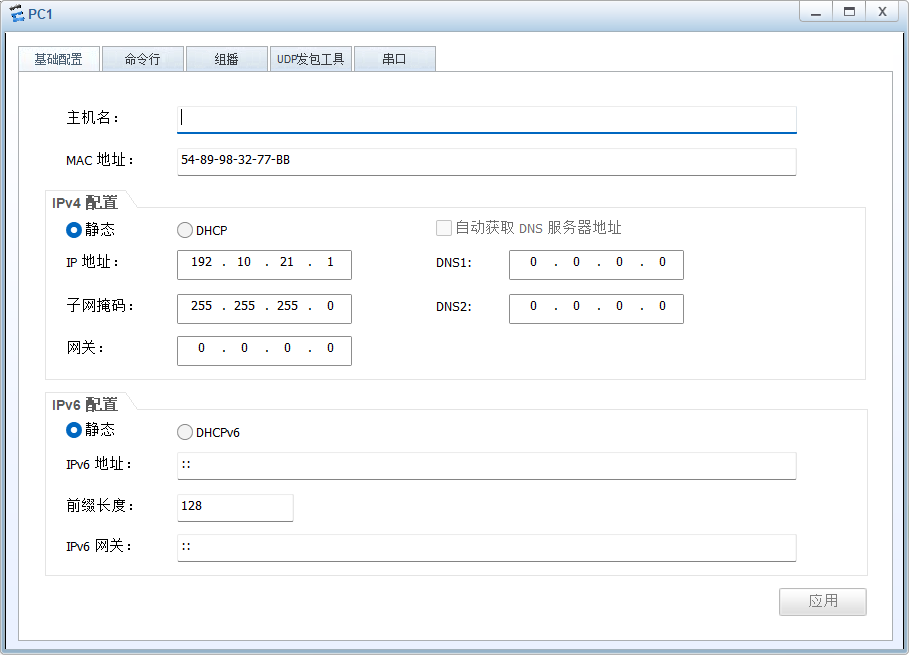 PC1
基础配置 命令行 组播 UDP发包工具 串口
主机名：
MAC 地址： 54-89-98-32-77-BB
IPv4 配置
静态 DHCP 自动获取 DNS 服务器地址
IP 地址： 192 . 10 . 21 . 1 DNS1: 0 . 0 . 0 . 0
子网掩码： 255 . 255 . 255 . 0 DNS2: 0 . 0 . 0 . 0
网关： 0 . 0 . 0 . 0
IPv6 配置
静态 DHCPv6
IPv6 地址： ::
前缀长度： 128
IPv6 网关： ::
应用